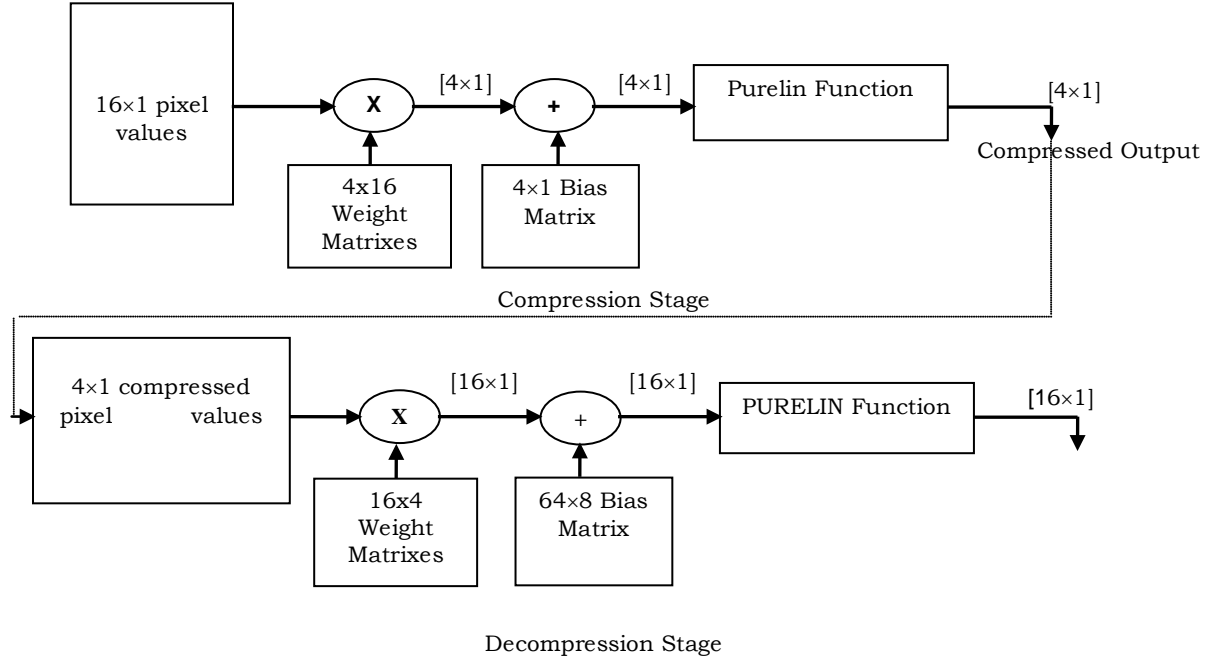 16×1 pixel
values
X
[4×1]
+
[4×1]
Purelin Function
[4×1]
Compressed Output
4x16
Weight
Matrixes
4×1 Bias
Matrix
Compression Stage
4×1 compressed
pixel values
X
[16×1]
+
[16×1]
PURELIN Function
[16×1]
16x4
Weight
Matrixes
64×8 Bias
Matrix
Decompression Stage